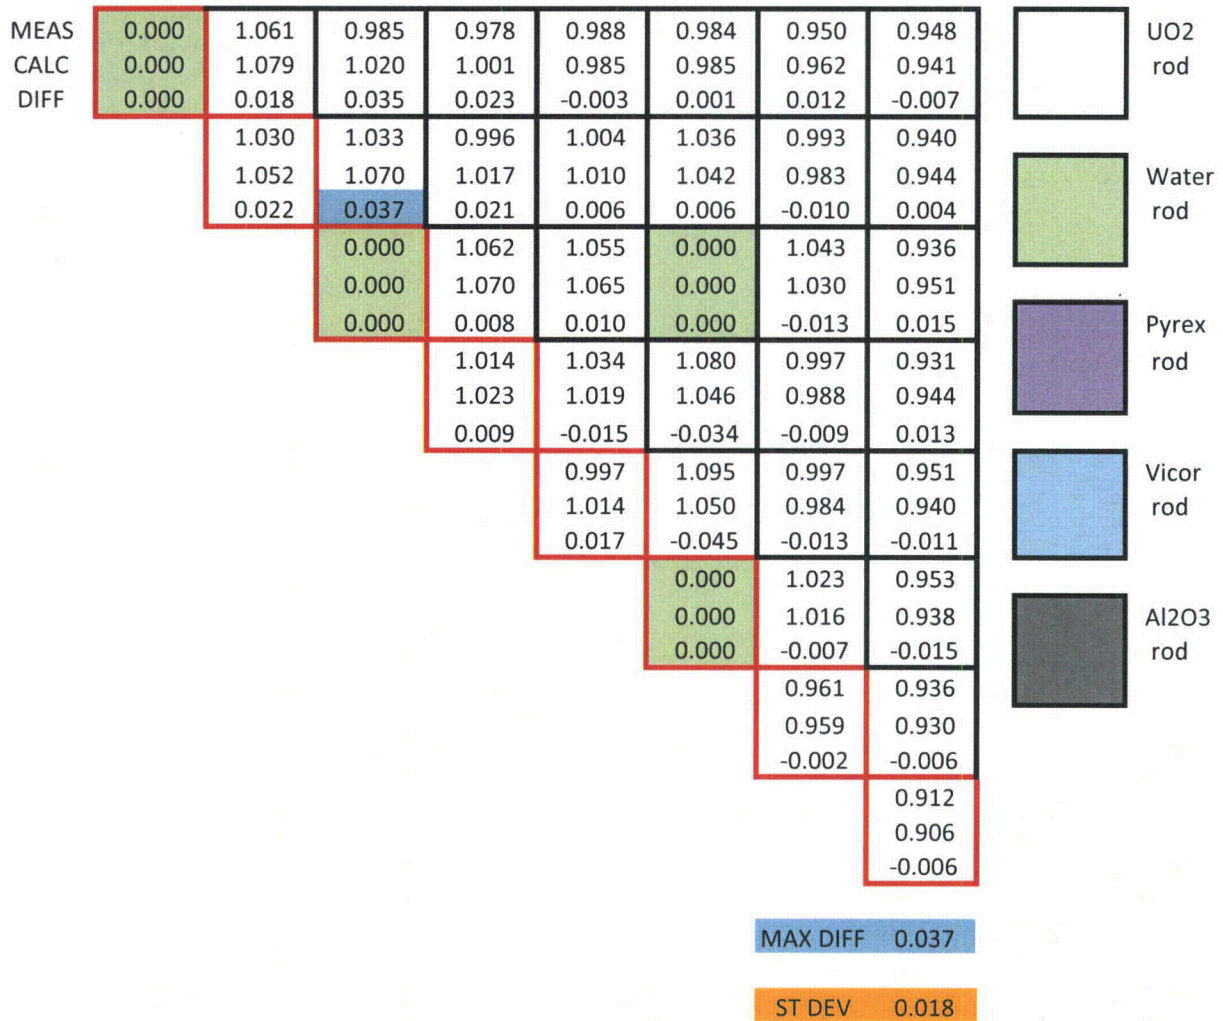 MEAS 0.000 1.061 0.985 0.978 0.988 0.984 0.950 0.948
CALC 0.000 1.079 1.020 1.001 0.985 0.985 0.962 0.941
DIFF 0.000 0.018 0.035 0.023 -0.003 0.001 0.012 -0.007
1.030 1.033 0.996 1.004 1.036 0.993 0.940
1.052 1.070 1.017 1.010 1.042 0.983 0.944
0.022 0.037 0.021 0.006 0.006 -0.010 0.004
0.000 1.062 1.055 0.000 1.043 0.936
0.000 1.070 1.065 0.000 1.030 0.951
0.000 0.008 0.010 0.000 -0.013 0.015
1.014 1.034 1.080 0.997 0.931
1.023 1.019 1.046 0.988 0.944
0.009 -0.015 -0.034 -0.009 0.013
0.997 1.095 0.997 0.951
1.014 1.050 0.984 0.940
0.017 -0.045 -0.013 -0.011
0.000 1.023 0.953
0.000 1.016 0.938
0.000 -0.007 -0.015
0.961 0.936
0.959 0.930
-0.002 -0.006
0.912
0.906
-0.006
MAX DIFF 0.037
ST DEV 0.018
UO2
rod
Water
rod
Pyrex
rod
Vicor
rod
Al2O3
rod